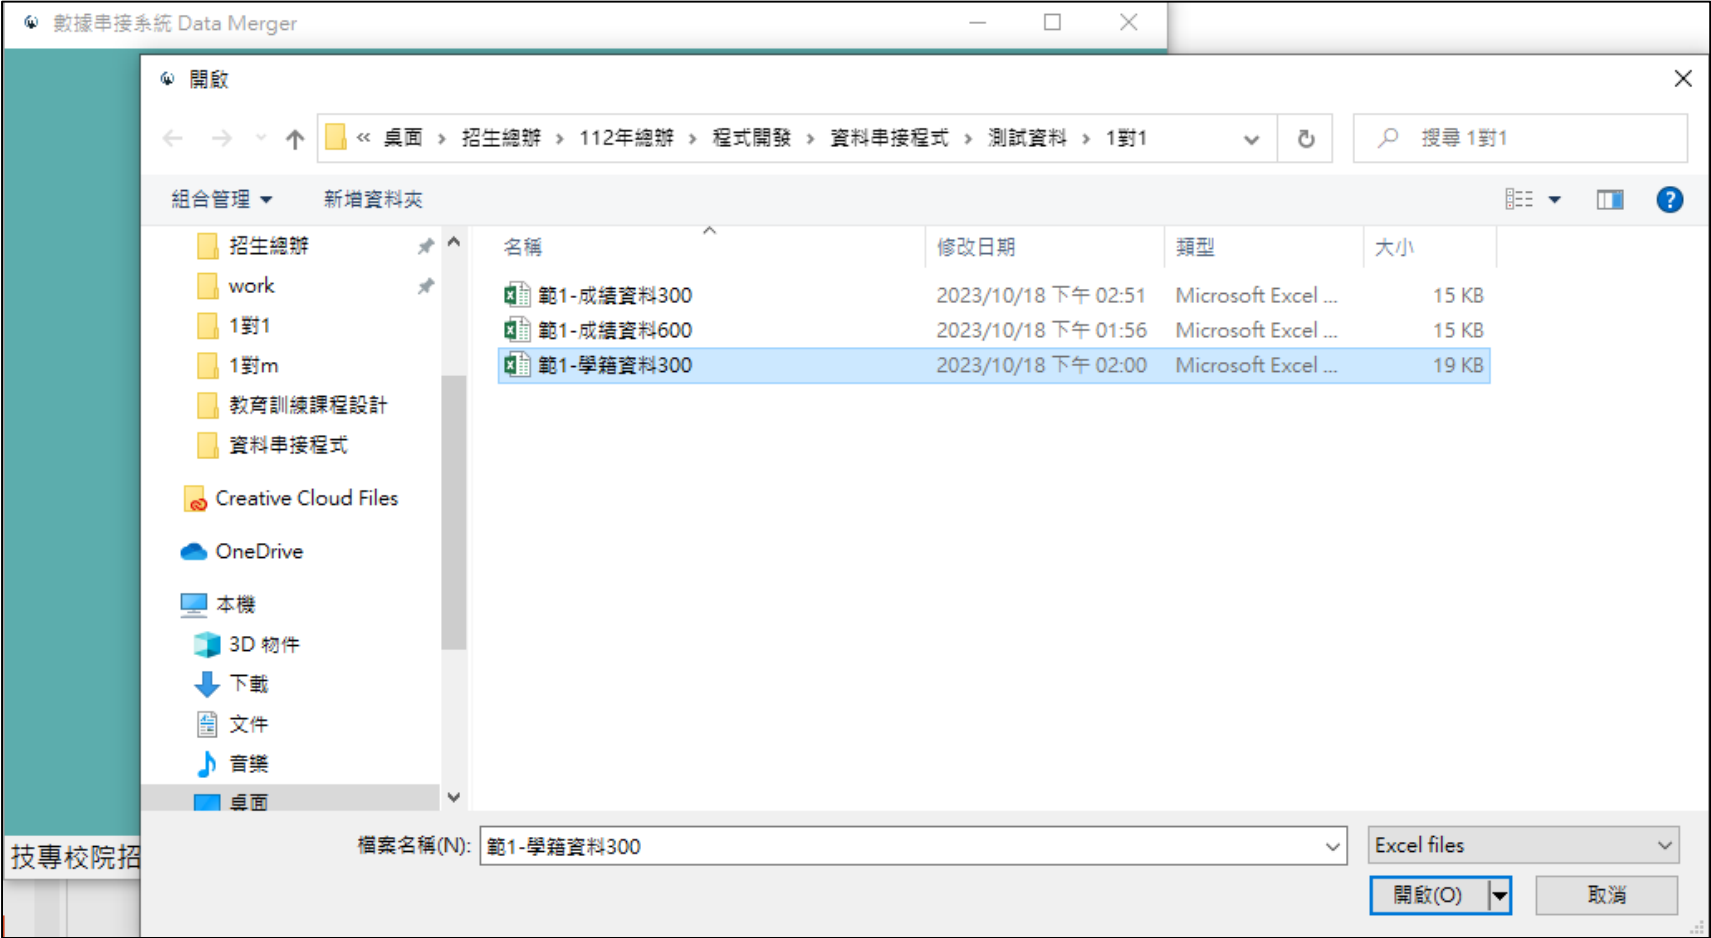 數據串接系統 Data Merger
開啟
« 桌面 › 招生總辦 › 112年總辦 › 程式開發 › 資料串接程式 › 測試資料 › 1對1
搜尋 1對1
組合管理
新增資料夾
招生總辦
work
1對1
1對m
教育訓練課程設計
資料串接程式
Creative Cloud Files
OneDrive
本機
3D 物件
下載
文件
音樂
桌面
名稱 修改日期 類型 大小
範1-成績資料300 2023/10/18 下午 02:51 Microsoft Excel ... 15 KB
範1-成績資料600 2023/10/18 下午 01:56 Microsoft Excel ... 15 KB
範1-學籍資料300 2023/10/18 下午 02:00 Microsoft Excel ... 19 KB
檔案名稱(N): 範1-學籍資料300
Excel files
開啟(O) 取消
技專校院招